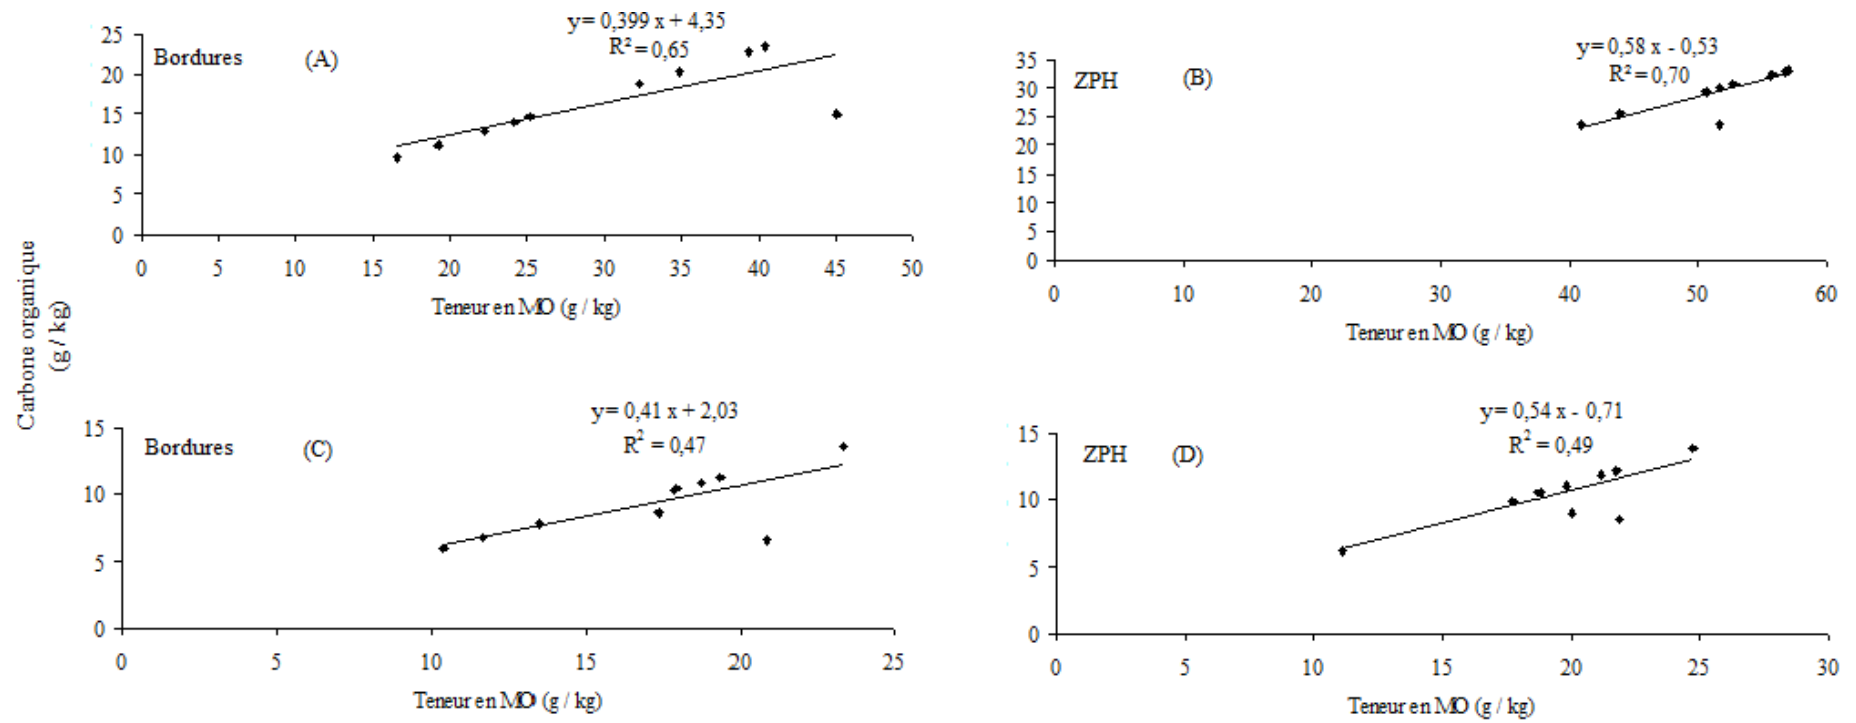 Carbone organique
(g / kg)
Bordures (A)
y= 0,399 x + 4,35
R² = 0,65
25
20
15
10
5
0
0 5 10 15 20 25 30 35 40 45 50
Teneur en MO (g / kg)
ZPH (B)
y= 0,58 x - 0,53
R² = 0,70
35
30
25
20
15
10
5
0
0 10 20 30 40 50 60
Teneur en MO (g / kg)
Bordures (C)
y= 0,41 x + 2,03
R² = 0,47
15
10
5
0
0 5 10 15 20 25
Teneur en MO (g / kg)
ZPH (D)
y= 0,54 x - 0,71
R² = 0,49
15
10
5
0
0 5 10 15 20 25 30
Teneur en MO (g / kg)